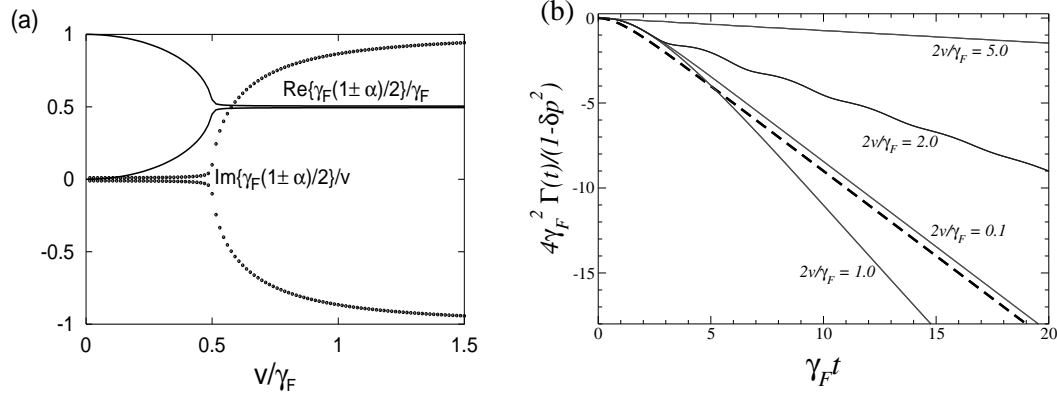 (a)
1
0.5
0
-0.5
-1
Re{γF(1± α)/2}/γF
Im{γF(1± α)/2}/v
0
0.5
1
1.5
v/γF
(b)
0
-5
-10
-15
4γF² Γ(t)/(1-δp²)
2v/γF = 5.0
2v/γF = 2.0
2v/γF = 0.1
2v/γF = 1.0
0
5
10
15
20
γF t